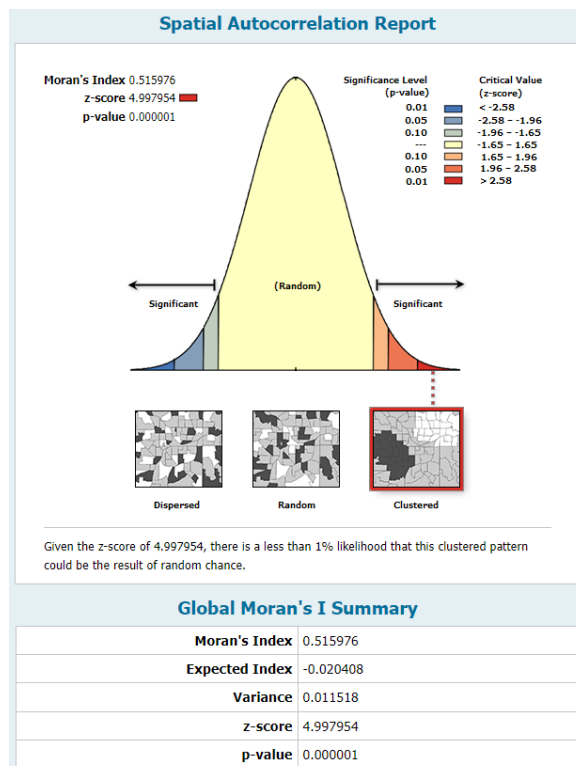 Spatial Autocorrelation Report
Moran's Index 0.515976
z-score 4.997954
p-value 0.000001
Significance Level (p-value) Critical Value (z-score)
0.01 < -2.58
0.05 -2.58 – -1.96
0.10 -1.96 – -1.65
--- -1.65 – 1.65
0.10 1.65 – 1.96
0.05 1.96 – 2.58
0.01 > 2.58
(Random)
Significant Significant
Dispersed Random Clustered
Given the z-score of 4.997954, there is a less than 1% likelihood that this clustered pattern
could be the result of random chance.
Global Moran's I Summary
Moran's Index 0.515976
Expected Index -0.020408
Variance 0.011518
z-score 4.997954
p-value 0.000001